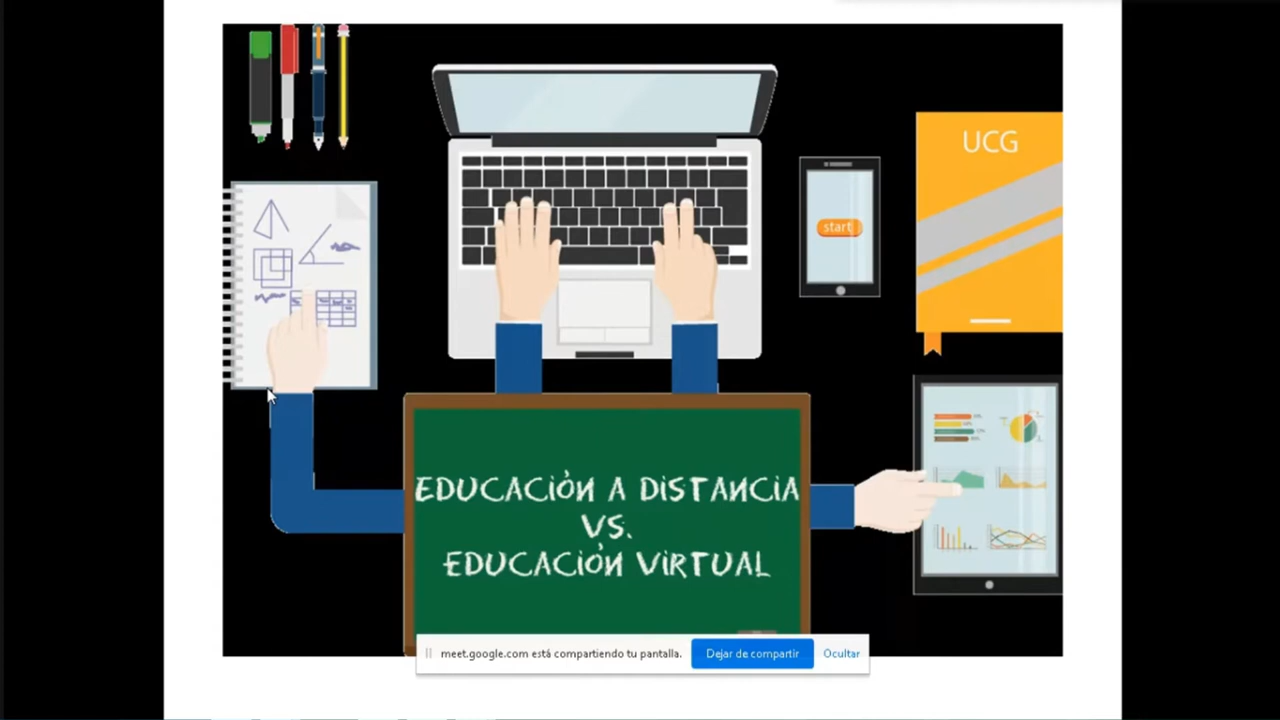 UCG
start
EDUCACIÓN A DISTANCIA
VS.
EDUCACIÓN VIRTUAL
meet.google.com está compartiendo tu pantalla.
Dejar de compartir
Ocultar